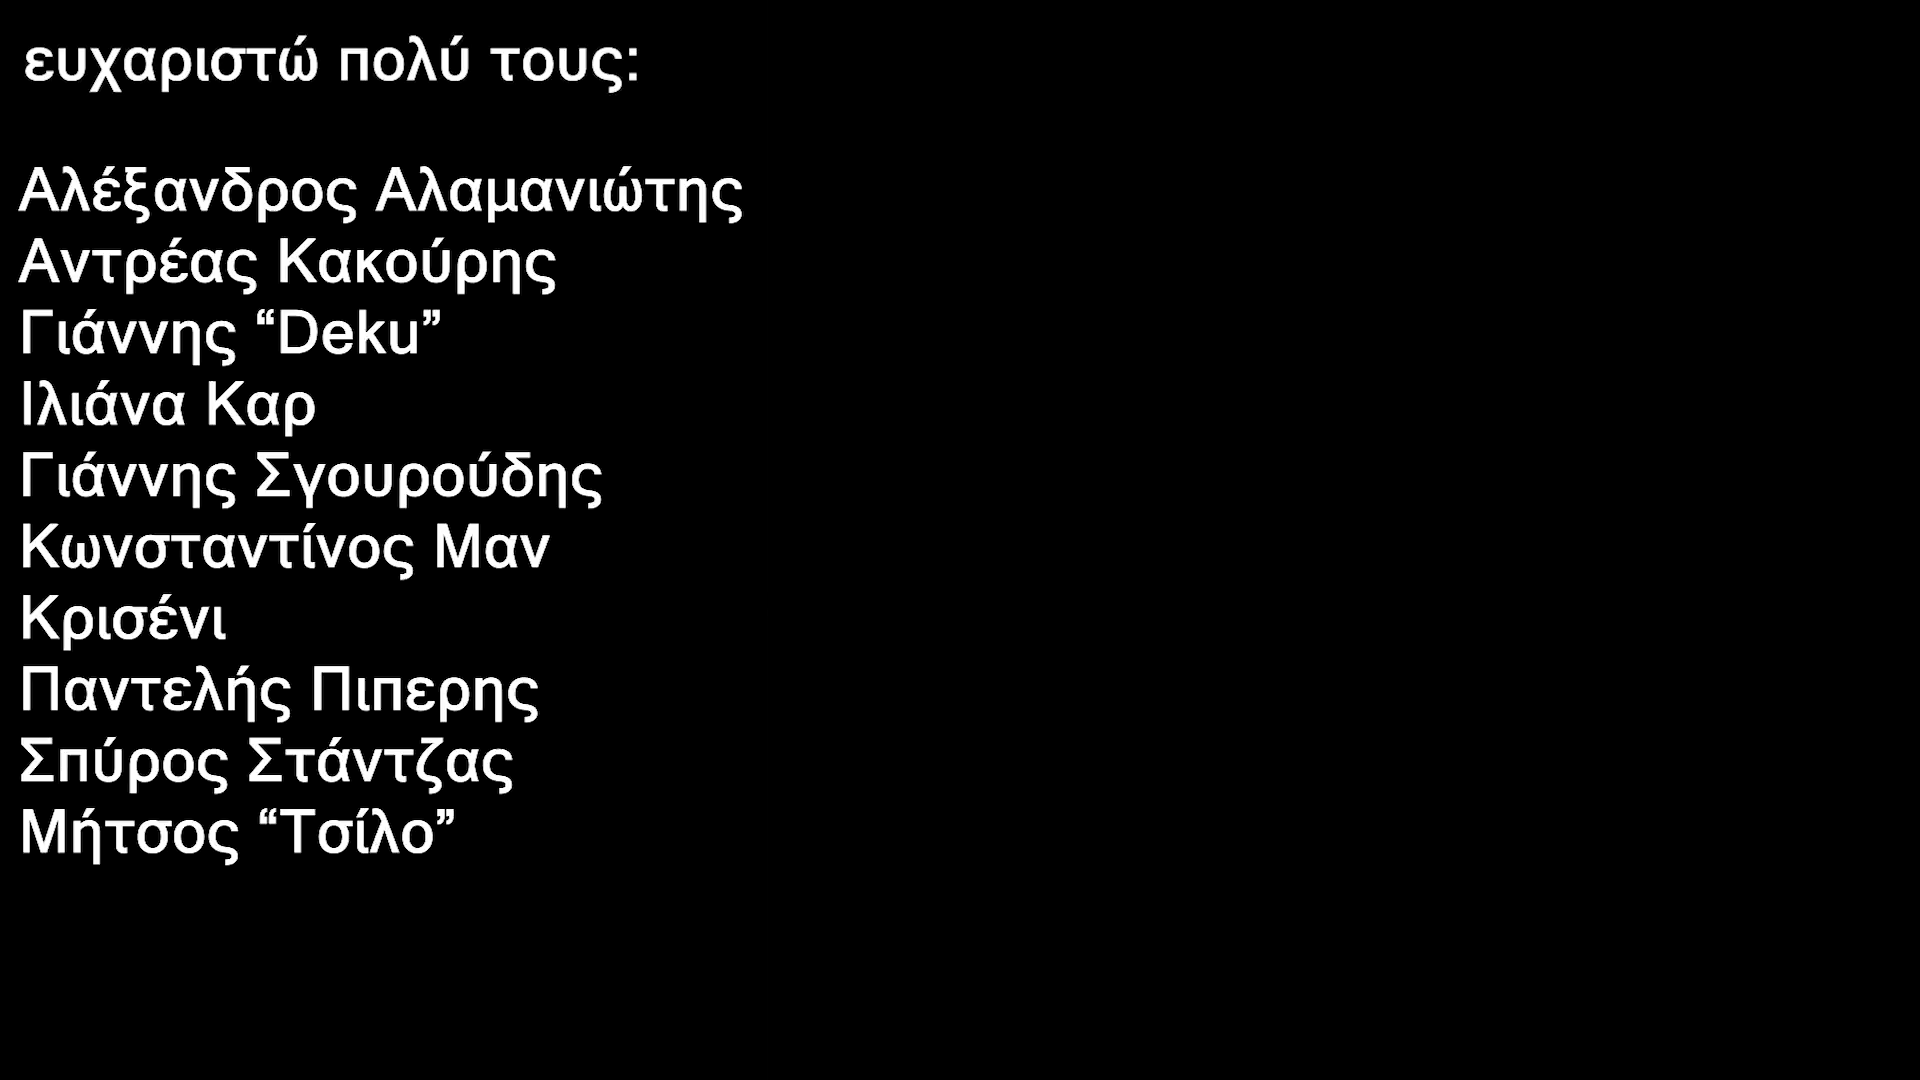 ευχαριστώ πολύ τους:
Αλέξανδρος Αλαμανιώτης
Αντρέας Κακούρης
Γιάννης “Deku”
Ιλιάνα Καρ
Γιάννης Σγουρούδης
Κωνσταντίνος Μαν
Κρισένι
Παντελής Πιπερης
Σπύρος Στάντζας
Μήτσος “Τσίλο”